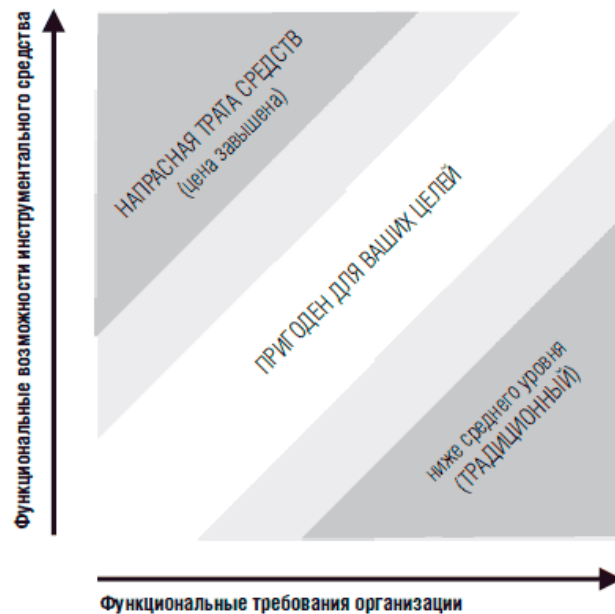 Функциональные возможности инструментального средства
НАПРАСНАЯ ТРАТА СРЕДСТВ
(цена завышена)
ПРИГОДЕН ДЛЯ ВАШИХ ЦЕЛЕЙ
ниже среднего уровня
(ТРАДИЦИОННЫЙ)
Функциональные требования организации